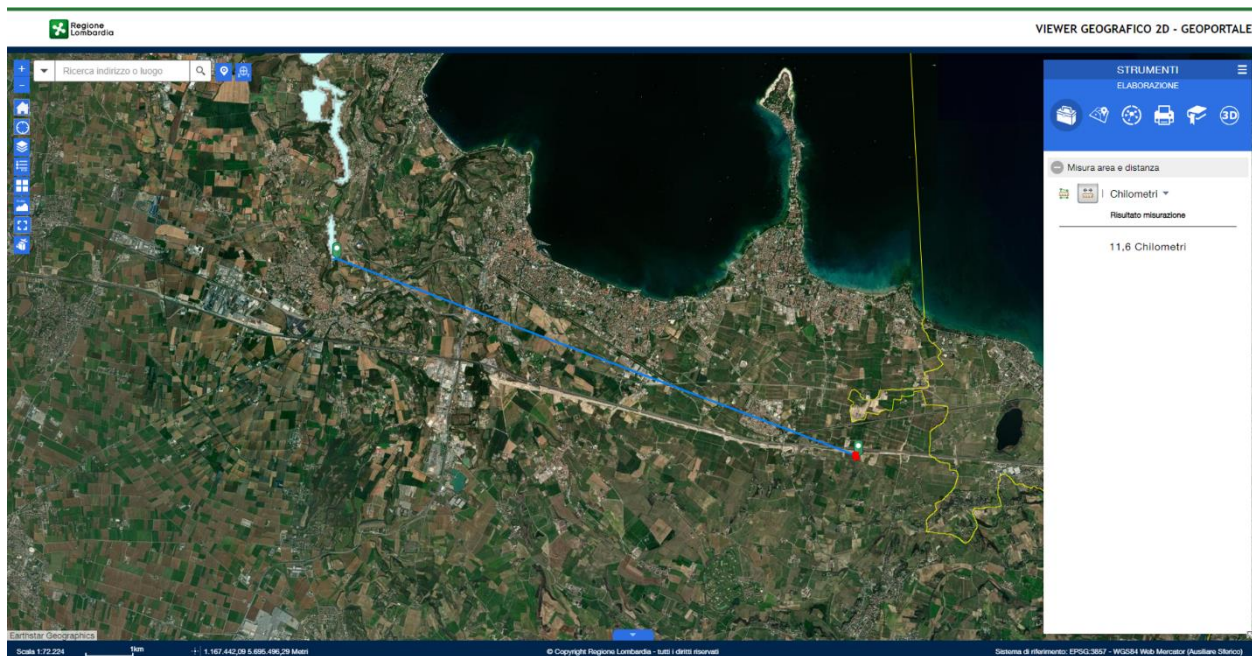 Regione
Lombardia
VIEWER GEOGRAFICO 2D - GEOPORTALE
+
Ricerca indirizzo o luogo
-
STRUMENTI
ELABORAZIONE
3D
Misura area e distanza
Chilometri
Risultato misurazione
11,6 Chilometri
Earthstar Geographics
Scala 1:72.224
1km
1.167.442,09 5.695.496,29 Metri
© Copyright Regione Lombardia - tutti i diritti riservati
Sistema di riferimento: EPSG:3857 - WGS84 Web Mercator (Ausiliare Sferico)